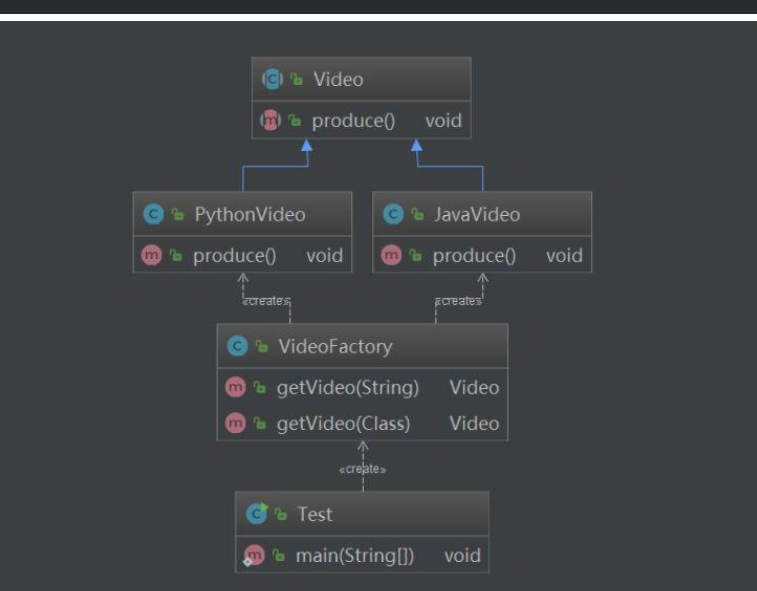 Video
produce() void
PythonVideo JavaVideo
produce() void produce() void
«create» «create»
VideoFactory
getVideo(String) Video
getVideo(Class) Video
«create»
Test
main(String[]) void